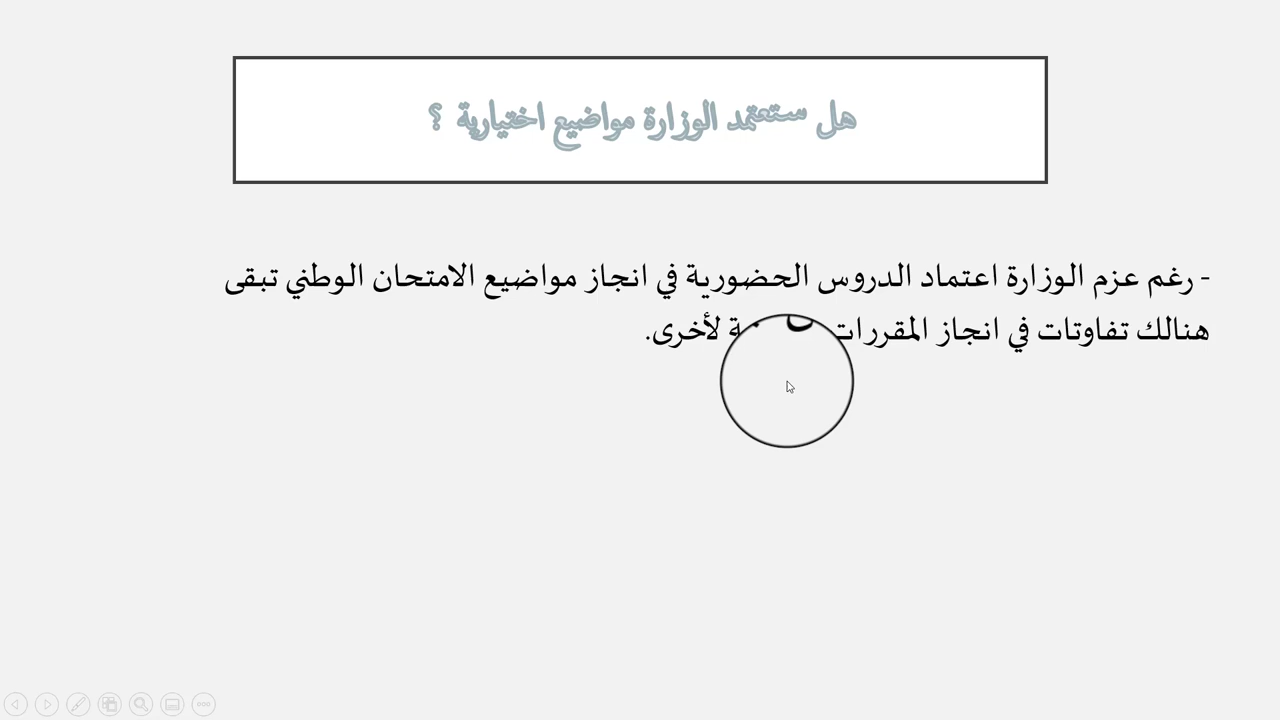 هل ستعتمد الوزارة مواضيع اختيارية ؟
- رغم عزم الوزارة اعتماد الدروس الحضورية في انجاز مواضيع الامتحان الوطني تبقى
هنالك تفاوتات في انجاز المقررات لأخرى.